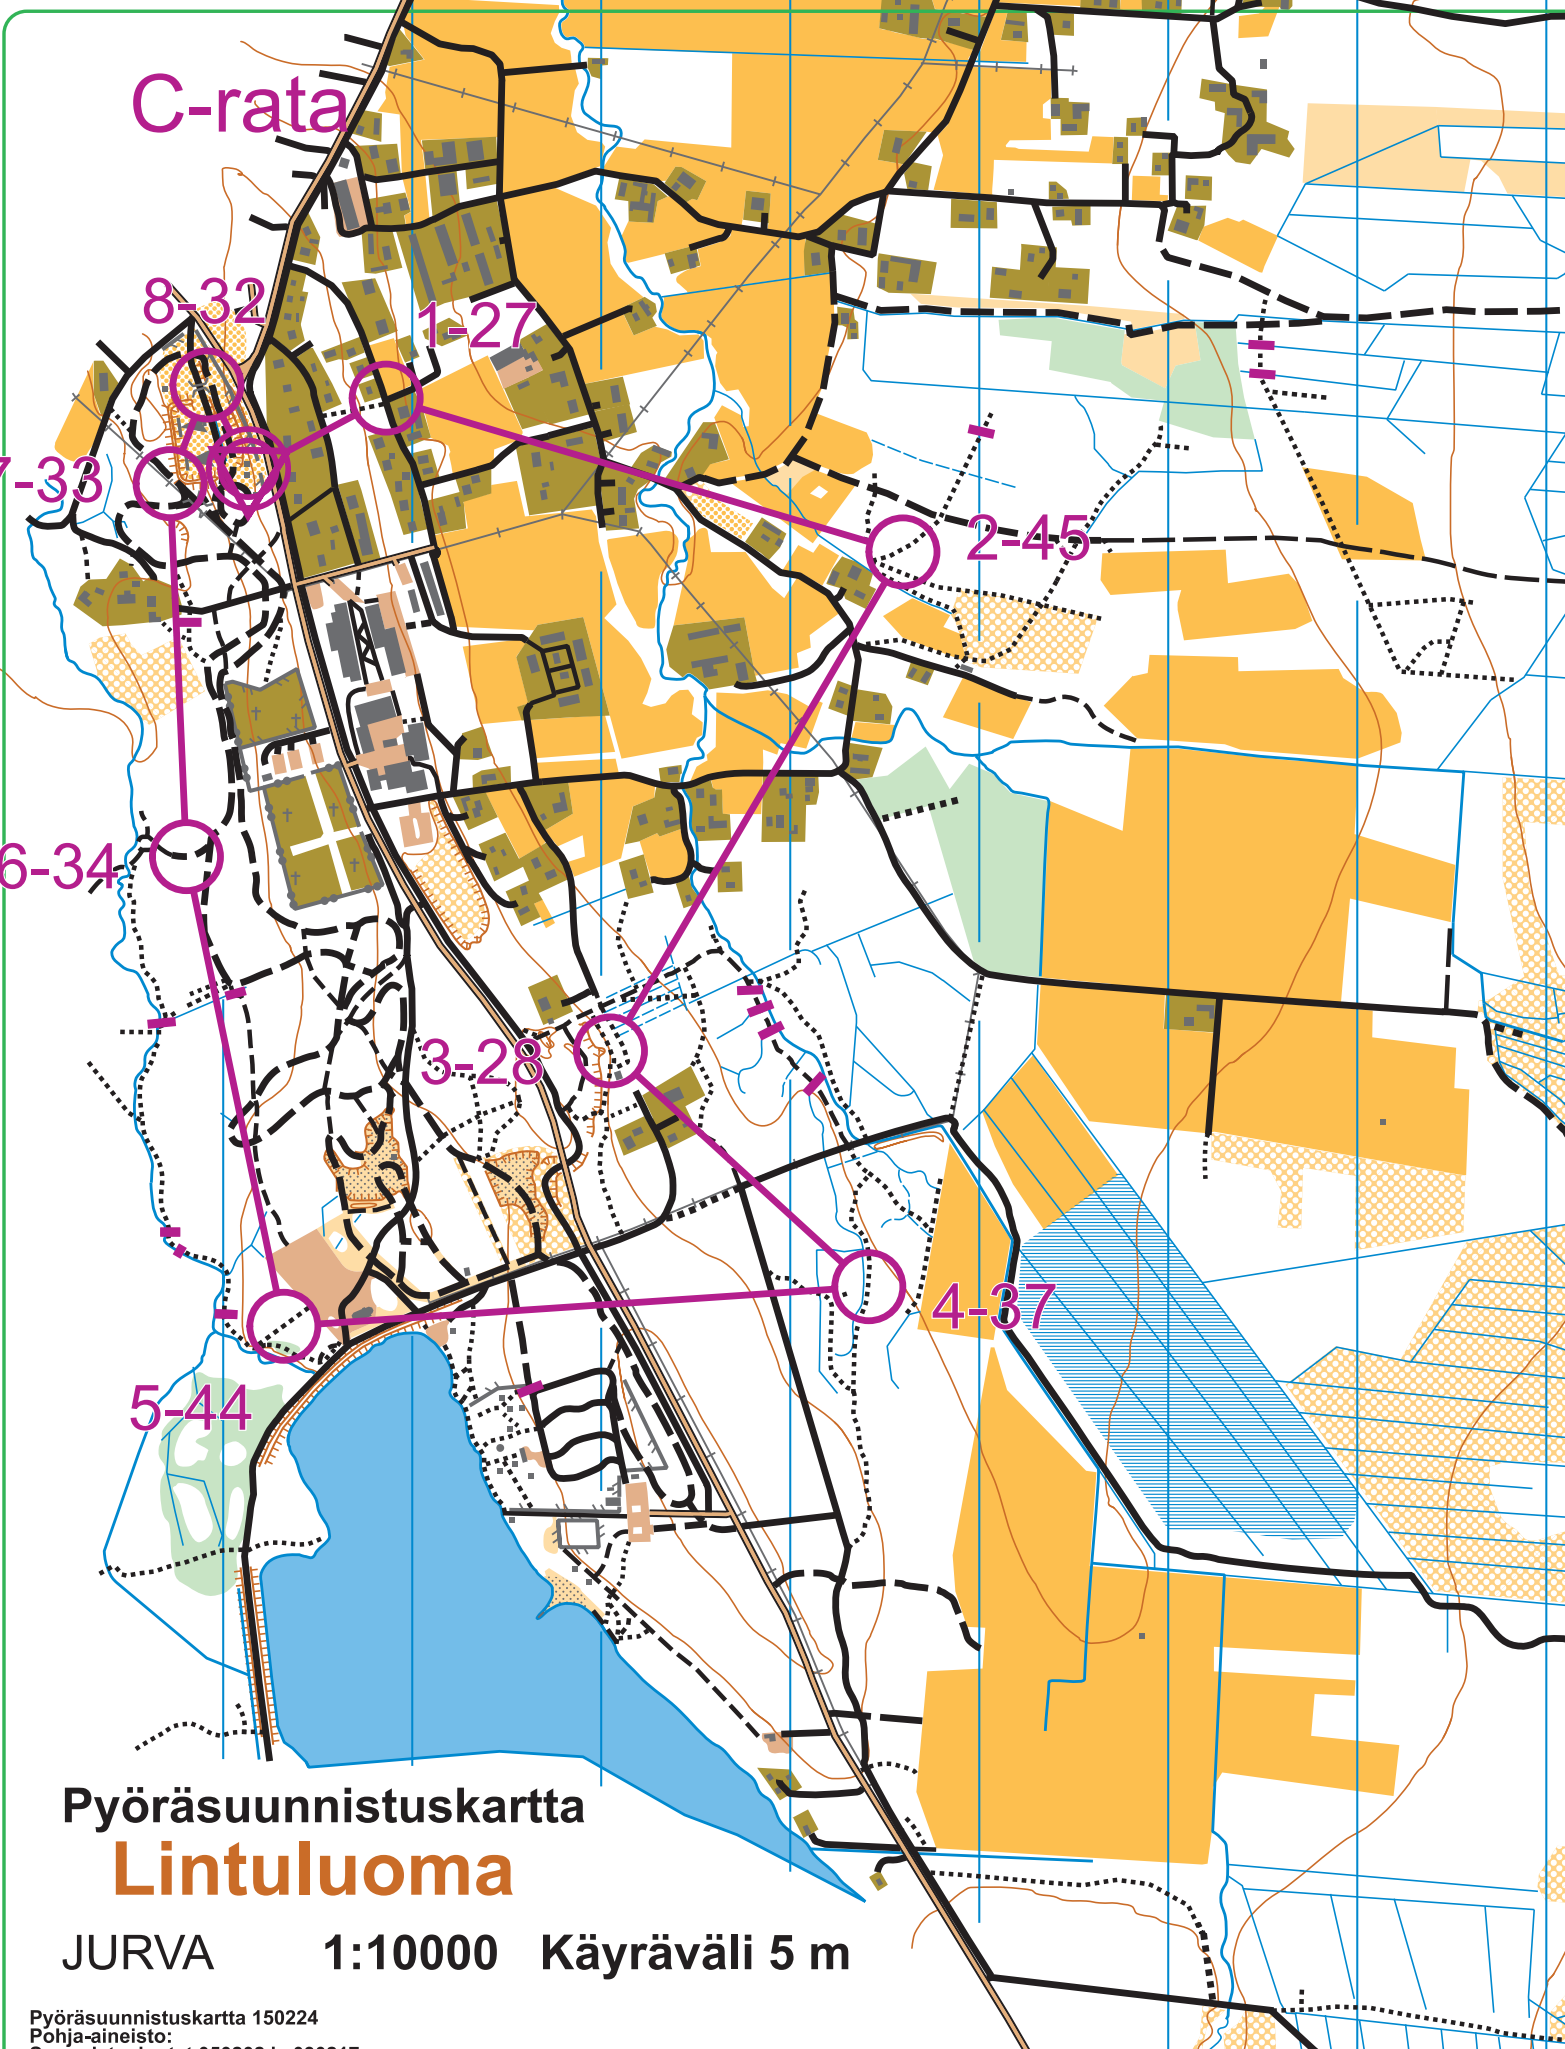 C-rata
8-32
1-27
7-33
2-45
6-34
3-28
4-37
5-44
Pyöräsuunnistuskartta
Lintuluoma
JURVA 1:10000 Käyräväli 5 m
Pyöräsuunnistuskartta 150224
Pohja-aineisto: